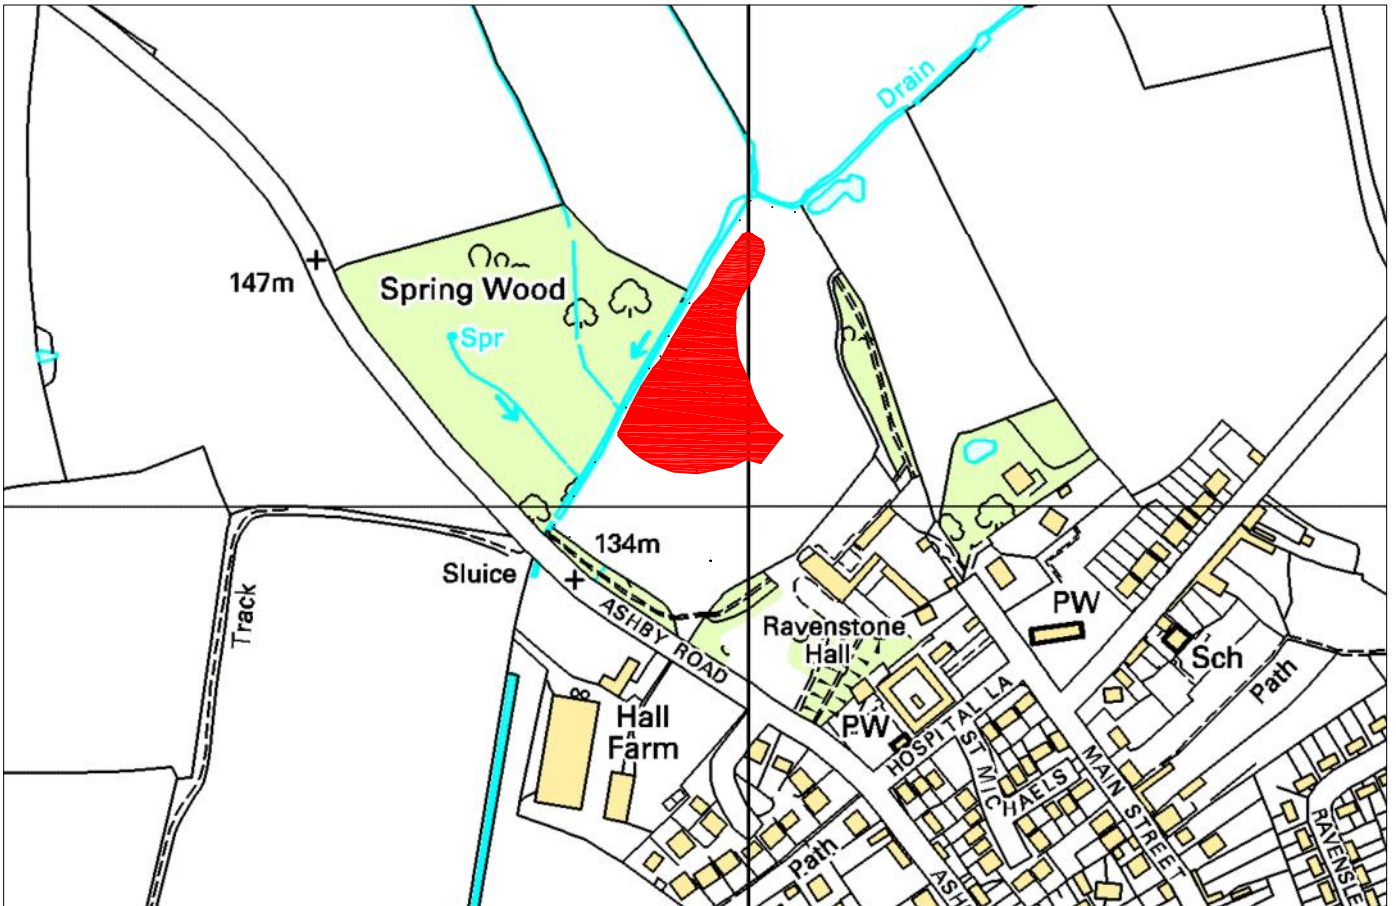 Drain
147m
Spring Wood
Spr
134m
Sluice
Track
ASHBY ROAD
Ravenstone
Hall
PW
Sch
Path
Hall
Farm
PW
HOSPITAL LA
ST MICHAELS
MAIN STREET
Path
ASH
RAVENSLE